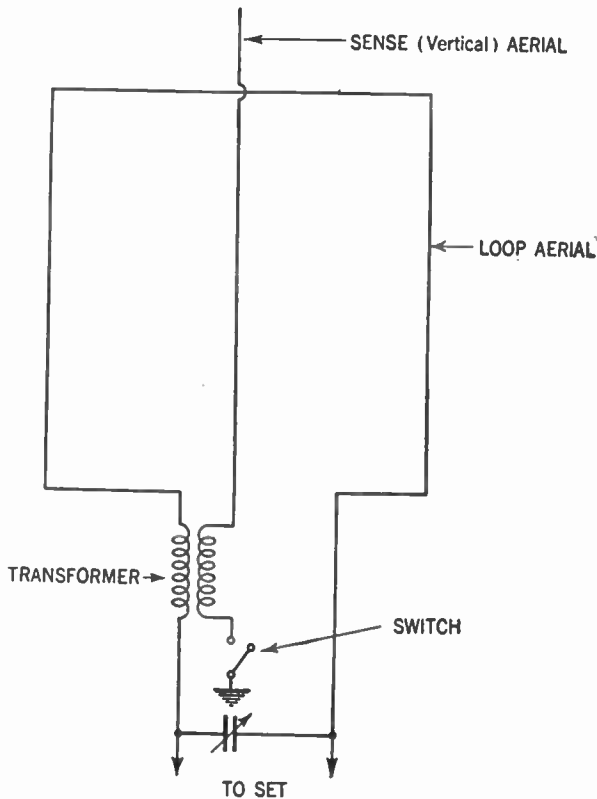 SENSE (Vertical) AERIAL
LOOP AERIAL
TRANSFORMER
SWITCH
TO SET